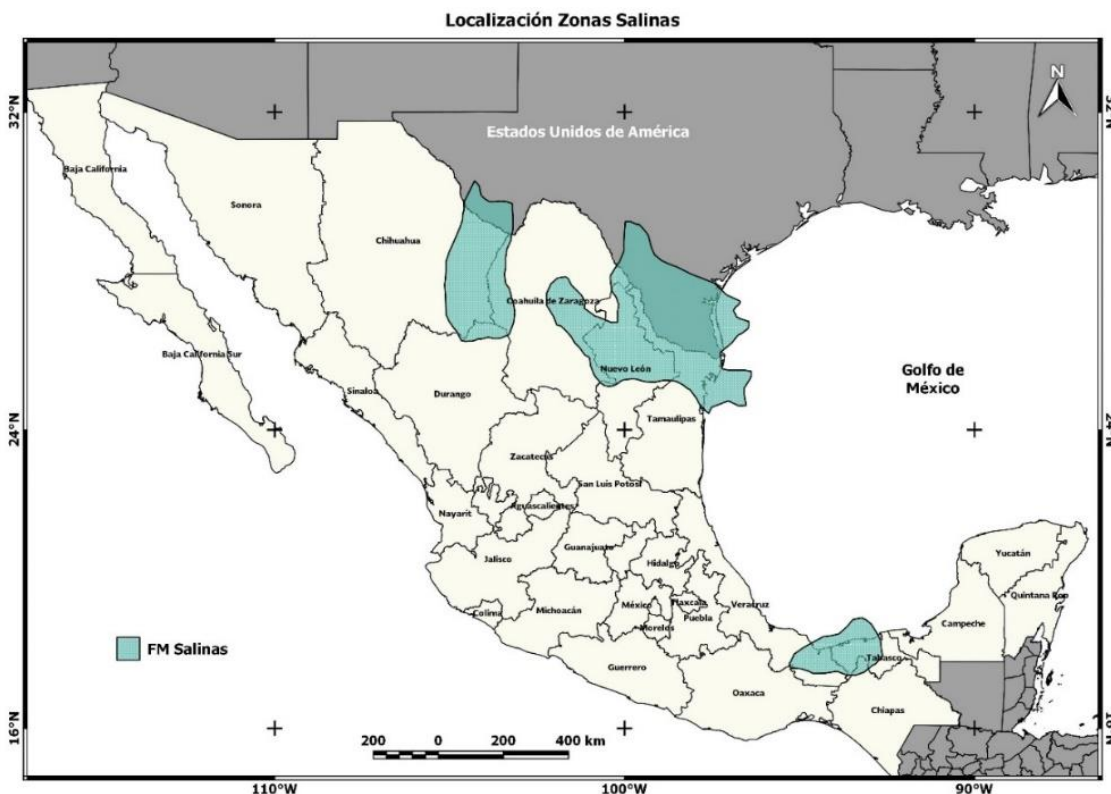 Localización Zonas Salinas
N
32°N
32°N
Estados Unidos de América
Baja California
Sonora
Chihuahua
Coahuila de Zaragoza
Baja California Sur
Sinaloa
Durango
Nuevo León
Golfo de
México
Tamaulipas
24°N
24°N
Zacatecas
San Luis Potosí
Nayarit
Aguascalientes
Guanajuato
Hidalgo
Jalisco
Yucatán
Quintana Roo
Colima
Michoacán
México
Tlaxcala
Veracruz
Puebla
Morelos
Campeche
FM Salinas
Guerrero
Tabasco
Oaxaca
Chiapas
16°N
16°N
200 0 200 400 km
110°W
100°W
90°W